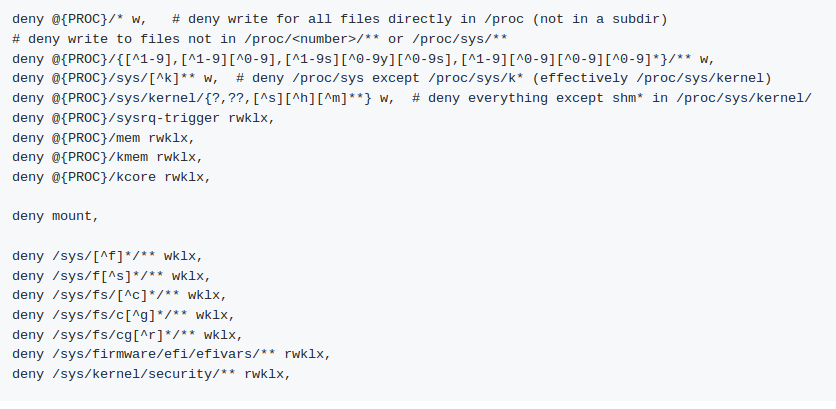 deny @{PROC}/* w,   # deny write for all files directly in /proc (not in a subdir)
# deny write to files not in /proc/<number>/** or /proc/sys/**
deny @{PROC}/{[^1-9],[^1-9][^0-9],[^1-9s][^0-9y][^0-9s],[^1-9][^0-9][^0-9][^0-9]*}/** w,
deny @{PROC}/sys/[^k]** w,  # deny /proc/sys except /proc/sys/k* (effectively /proc/sys/kernel)
deny @{PROC}/sys/kernel/{?,??,[^s][^h][^m]**} w,  # deny everything except shm* in /proc/sys/kernel/
deny @{PROC}/sysrq-trigger rwklx,
deny @{PROC}/mem rwklx,
deny @{PROC}/kmem rwklx,
deny @{PROC}/kcore rwklx,

deny mount,

deny /sys/[^f]*/** wklx,
deny /sys/f[^s]*/** wklx,
deny /sys/fs/[^c]*/** wklx,
deny /sys/fs/c[^g]*/** wklx,
deny /sys/fs/cg[^r]*/** wklx,
deny /sys/firmware/efi/efivars/** rwklx,
deny /sys/kernel/security/** rwklx,